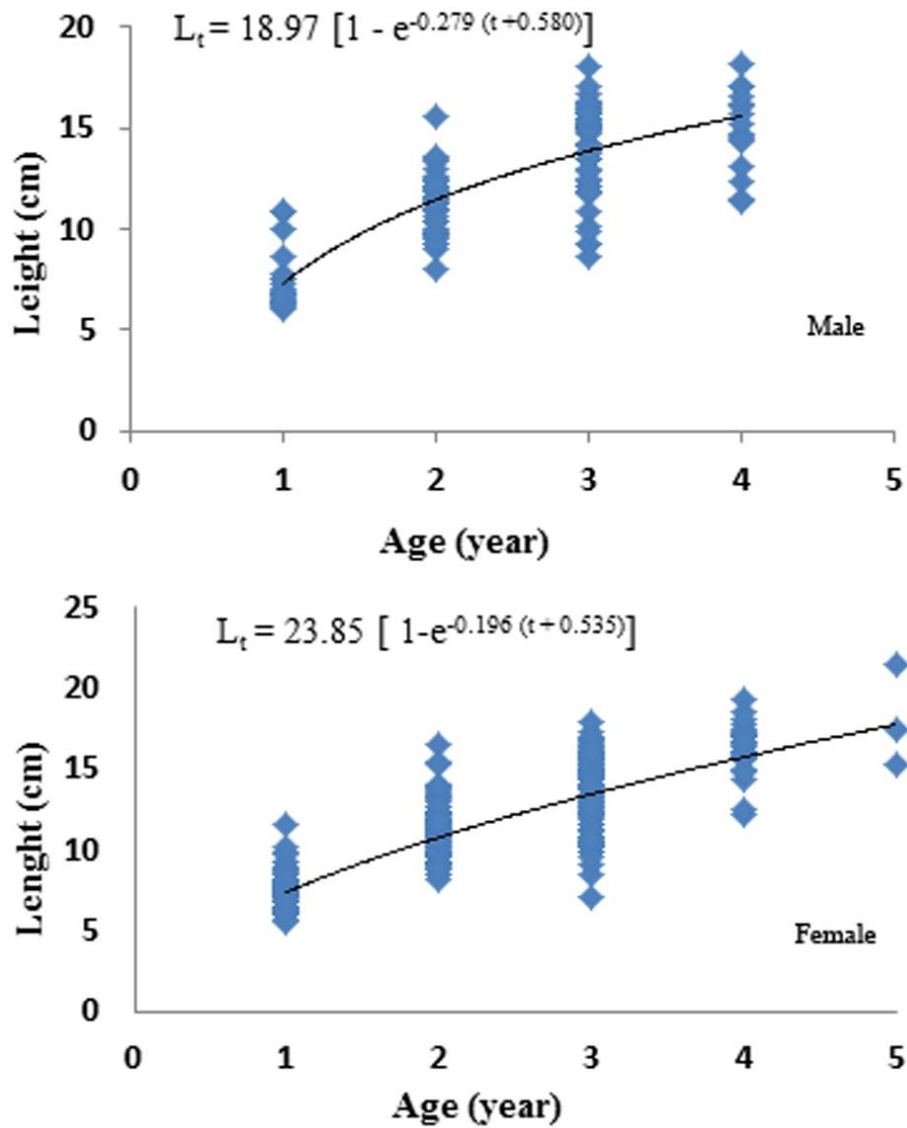 L_t = 18.97 [1 - e^-0.279 (t +0.580)]
20
15
10
5
0
Leight (cm)
Male
0 1 2 3 4 5
Age (year)
L_t = 23.85 [ 1-e^-0.196 (t + 0.535)]
25
20
15
10
5
0
Lenght (cm)
Female
0 1 2 3 4 5
Age (year)